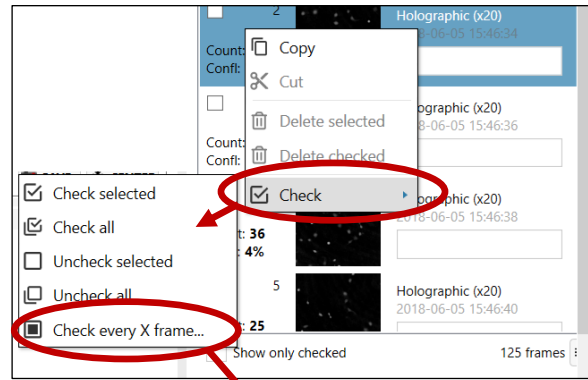 2
Holographic (x20)
2018-06-05 15:46:34
Count:
Confl:
Copy
Cut
Delete selected
Delete checked
Check
ographic (x20)
8-06-05 15:46:36
Count:
Confl:
Check selected
Check all
Uncheck selected
Uncheck all
Check every X frame...
ographic (x20)
2018-06-05 15:46:38
t: 36
: 4%
5
Holographic (x20)
2018-06-05 15:46:40
t: 25
Show only checked
125 frames